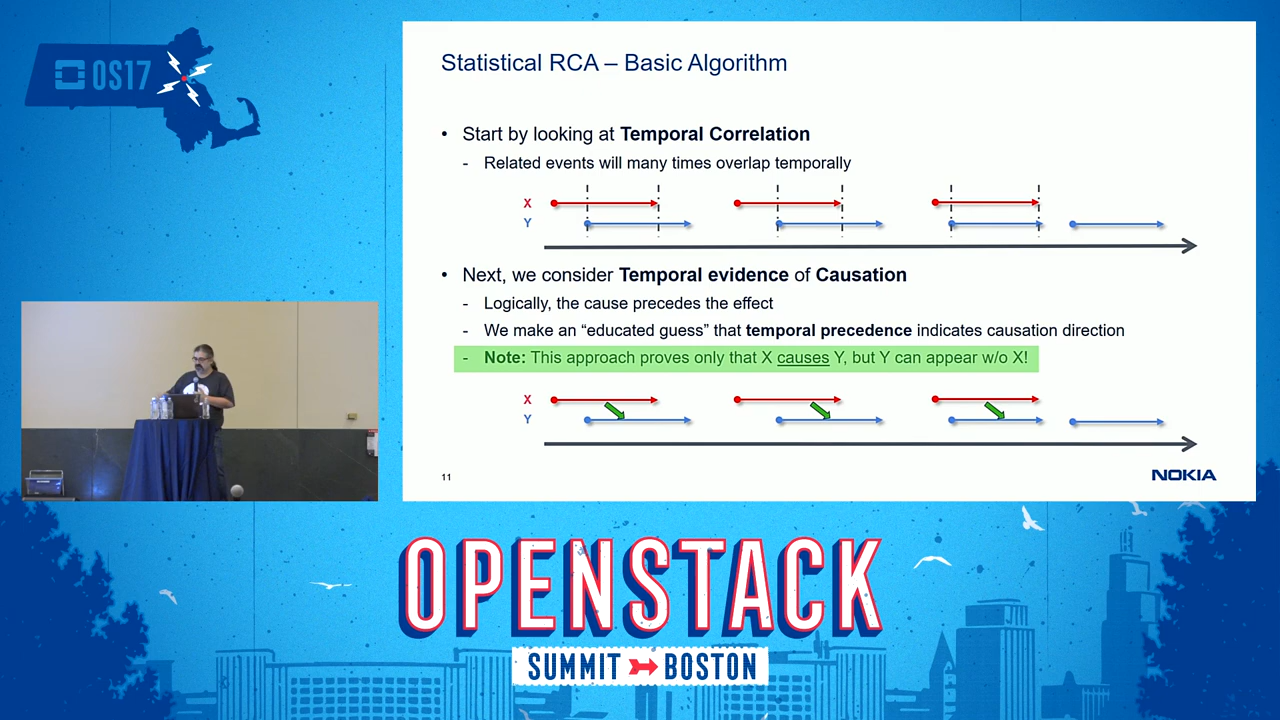 OS17
Statistical RCA – Basic Algorithm
• Start by looking at Temporal Correlation
- Related events will many times overlap temporally
X
Y
• Next, we consider Temporal evidence of Causation
- Logically, the cause precedes the effect
- We make an “educated guess” that temporal precedence indicates causation direction
- Note: This approach proves only that X causes Y, but Y can appear w/o X!
X
Y
11
NOKIA
OPENSTACK
SUMMIT BOSTON